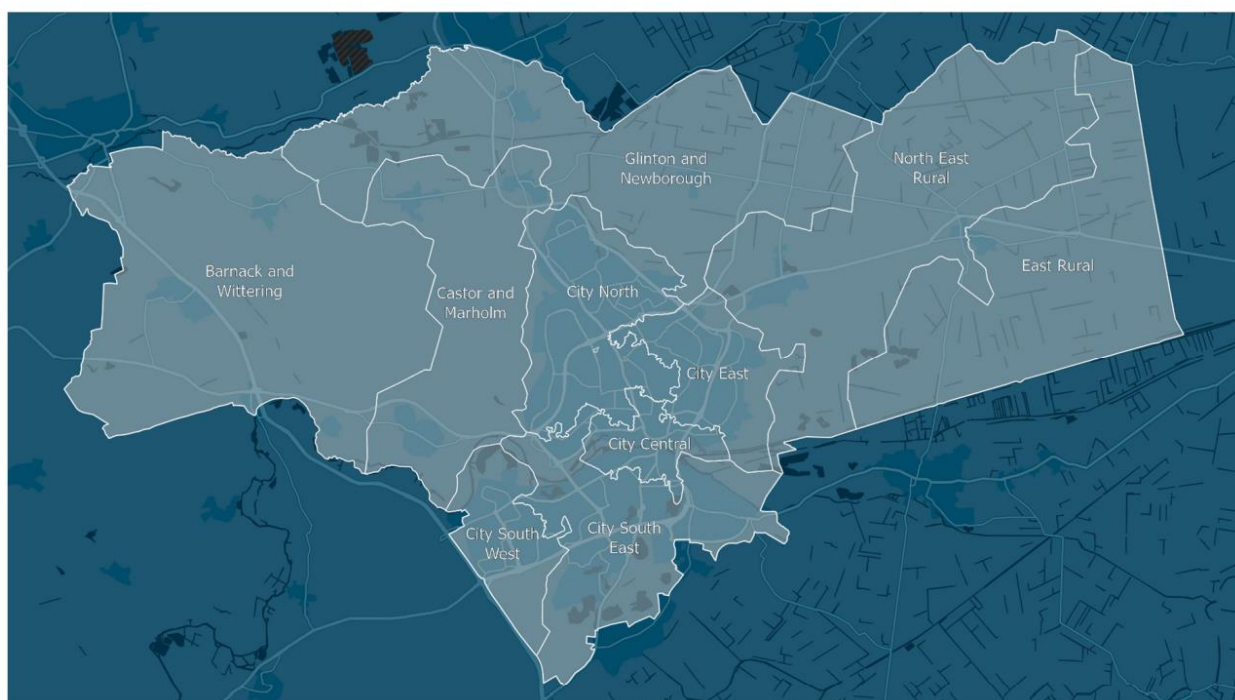 Glinton and
Newborough
North East
Rural
Barnack and
Wittering
Castor and
Marholm
City North
East Rural
City East
City Central
City South
West
City South
East